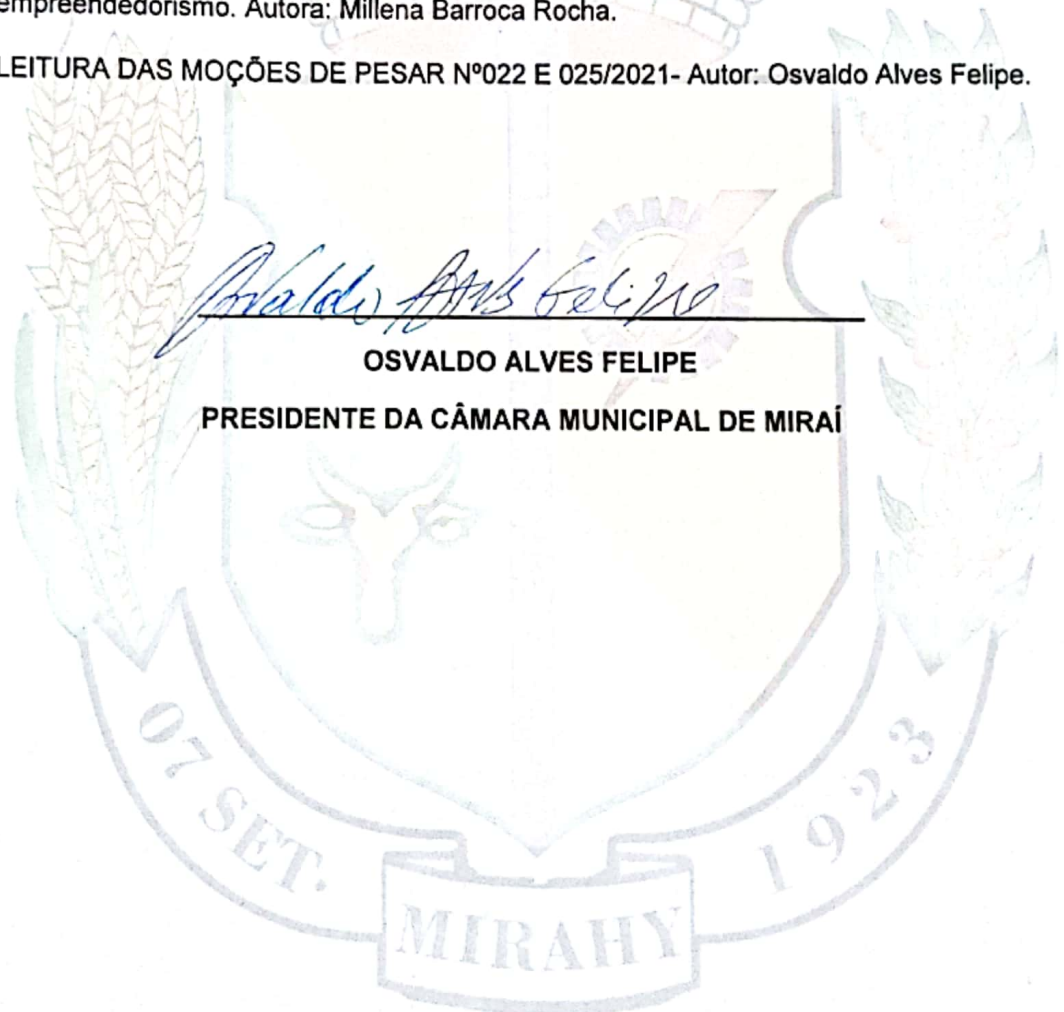 empreendedorismo. Autora: Millena Barroca Rocha.
LEITURA DAS MOÇÕES DE PESAR Nº022 E 025/2021- Autor: Osvaldo Alves Felipe.
Osvaldo Alves Felipe
OSVALDO ALVES FELIPE
PRESIDENTE DA CÂMARA MUNICIPAL DE MIRAÍ
07 SET.
1923
MIRAHY